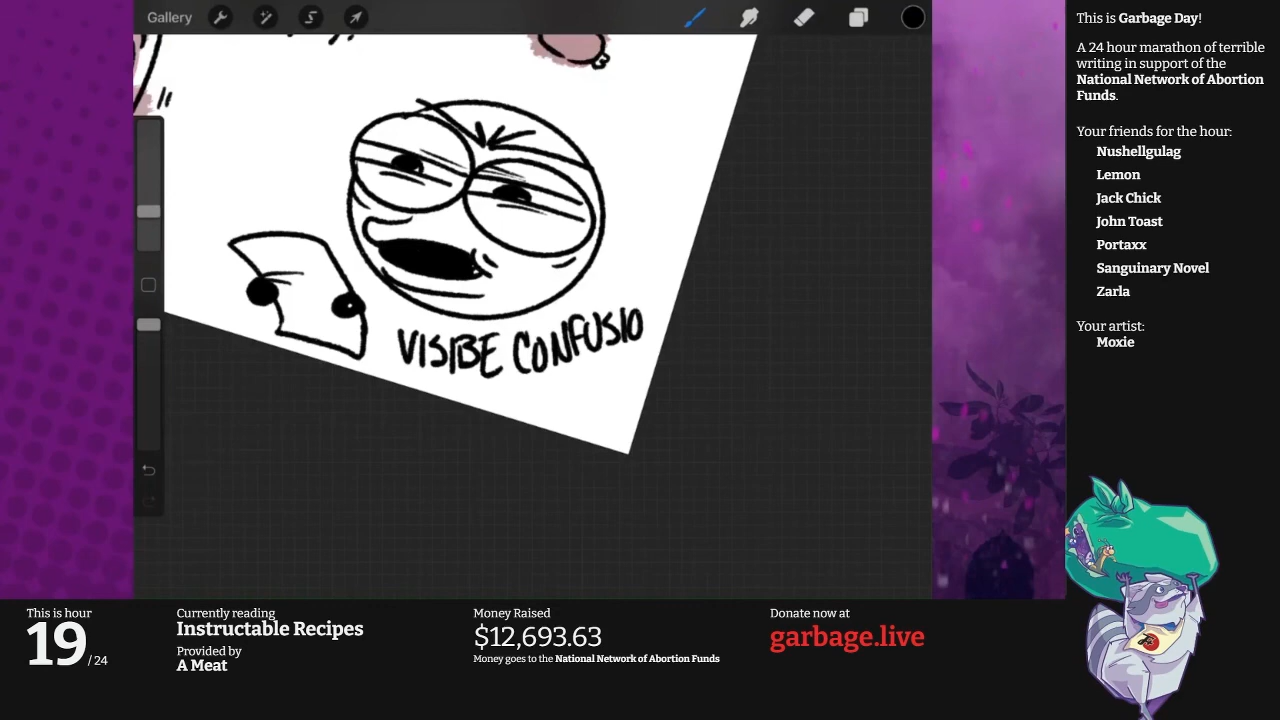 Gallery
This is Garbage Day!
A 24 hour marathon of terrible
writing in support of the
National Network of Abortion
Funds.
Your friends for the hour:
Nushellgulag
Lemon
Jack Chick
John Toast
Portaxx
Sanguinary Novel
Zarla
Your artist:
Moxie
VISIBE CONFUSIO
This is hour
19 / 24
Currently reading
Instructable Recipes
Provided by
A Meat
Money Raised
$12,693.63
Money goes to the National Network of Abortion Funds
Donate now at
garbage.live